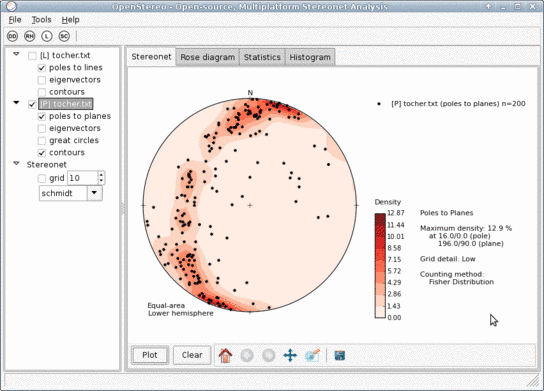 OpenStereo - Open-source, Multiplatform Stereonet Analysis
File Tools Help
DD RH L SC
[L] tocher.txt
poles to lines
eigenvectors
contours
[P] tocher.txt
poles to planes
eigenvectors
great circles
contours
Stereonet
grid 10
schmidt
Stereonet Rose diagram Statistics Histogram
N
[P] tocher.txt (poles to planes) n=200
Density
12.87
11.44
10.01
8.58
7.15
5.72
4.29
2.86
1.43
0.00
Poles to Planes
Maximum density: 12.9 %
at 16.0/0.0 (pole)
196.0/90.0 (plane)
Grid detail: Low
Counting method:
Fisher Distribution
Equal-area
Lower hemisphere
Plot Clear